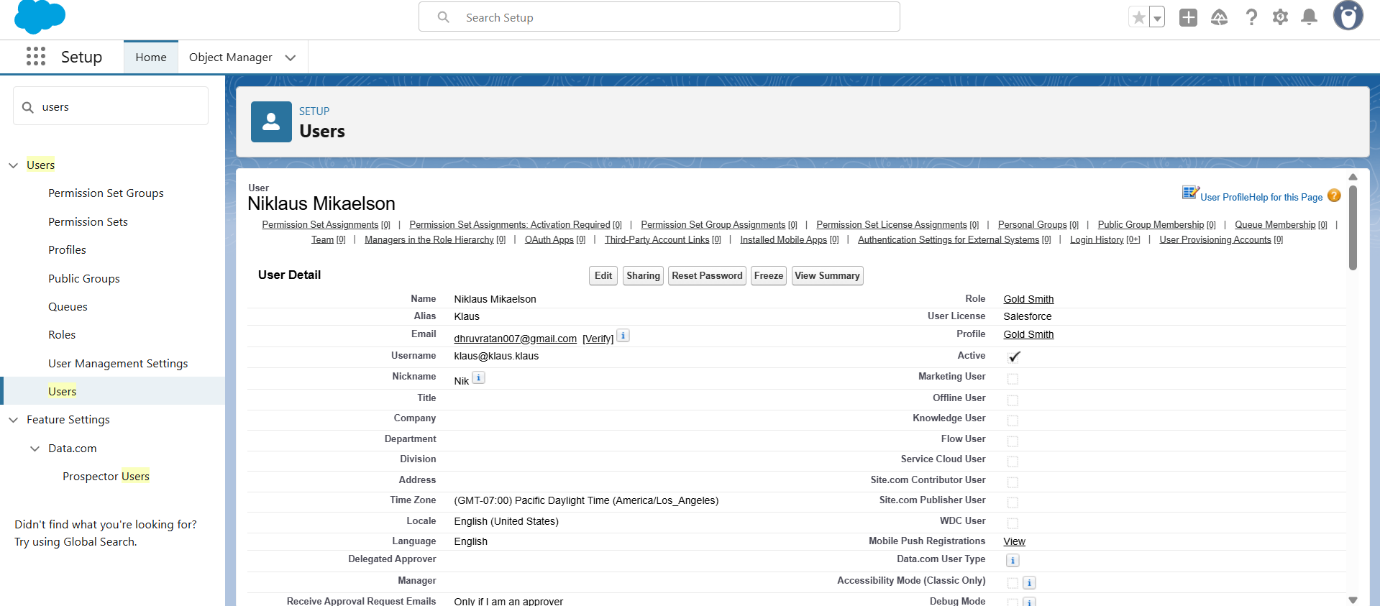 Search Setup
Setup
Home
Object Manager
users
Users
Permission Set Groups
Permission Sets
Profiles
Public Groups
Queues
Roles
User Management Settings
Users
Feature Settings
Data.com
Prospector Users
Didn't find what you're looking for?
Try using Global Search.
SETUP
Users
User
Niklaus Mikaelson
User Profile Help for this Page ?
Permission Set Assignments [0] | Permission Set Assignments: Activation Required [0] | Permission Set Group Assignments [0] | Permission Set License Assignments [0] | Personal Groups [0] | Public Group Membership [0] | Queue Membership [0] |
Team [0] | Managers in the Role Hierarchy [0] | OAuth Apps [0] | Third-Party Account Links [0] | Installed Mobile Apps [0] | Authentication Settings for External Systems [0] | Login History [0+] | User Provisioning Accounts [0]
User Detail
Edit Sharing Reset Password Freeze View Summary
Name Niklaus Mikaelson Role Gold Smith
Alias Klaus User License Salesforce
Email dhruvratan007@gmail.com [Verify] i Profile Gold Smith
Username klaus@klaus.klaus Active
Nickname Nik i Marketing User
Title Offline User
Company Knowledge User
Department Flow User
Division Service Cloud User
Address Site.com Contributor User
Time Zone (GMT-07:00) Pacific Daylight Time (America/Los_Angeles) Site.com Publisher User
Locale English (United States) WDC User
Language English Mobile Push Registrations View
Delegated Approver Data.com User Type i
Manager Accessibility Mode (Classic Only) i
Receive Approval Request Emails Only if I am an approver Debug Mode i